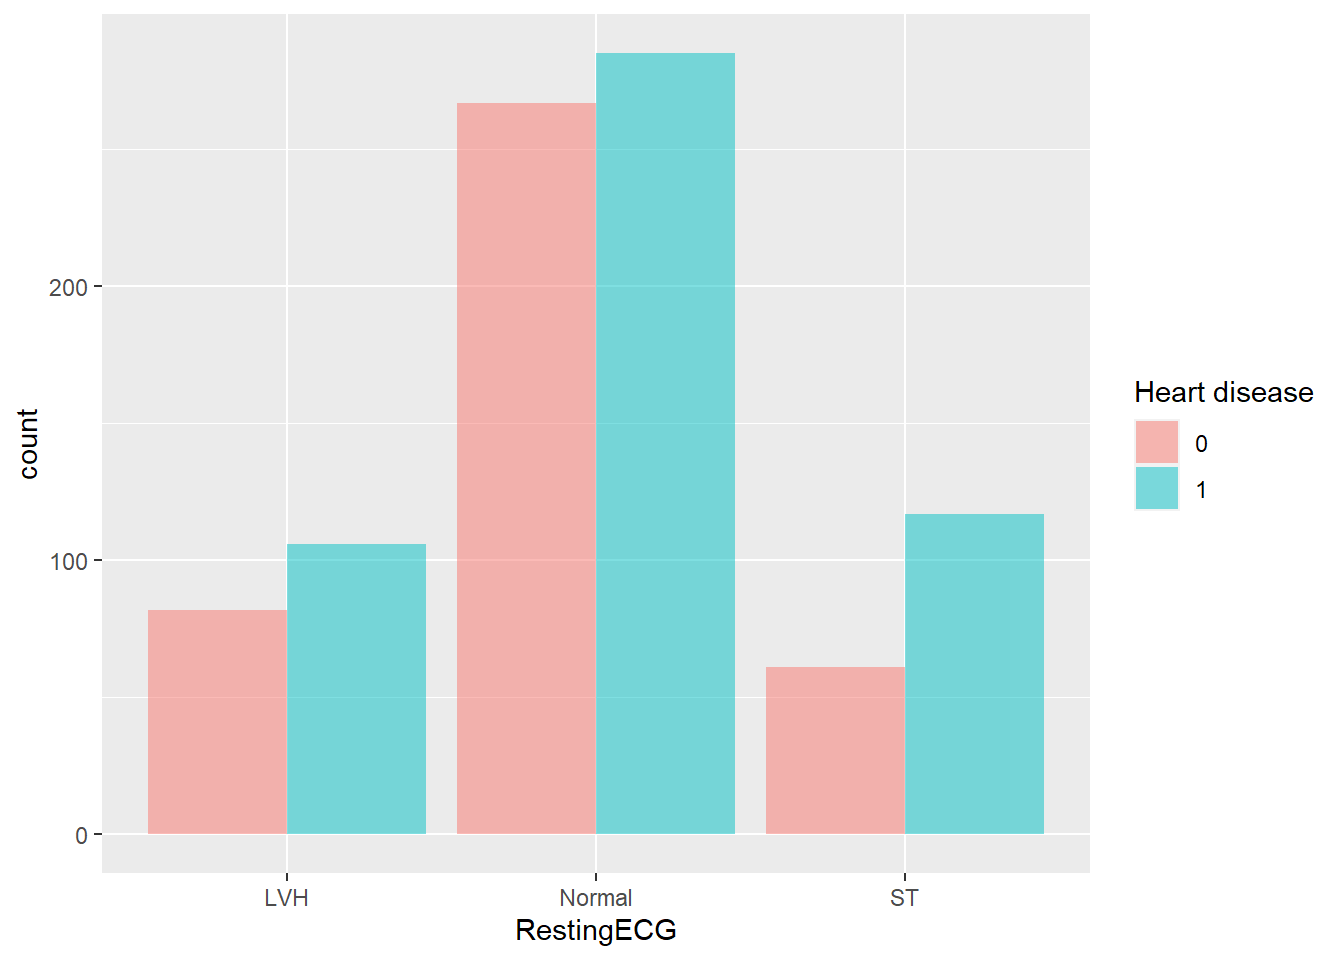 200
100
0
count
LVH
Normal
ST
RestingECG
Heart disease
0
1